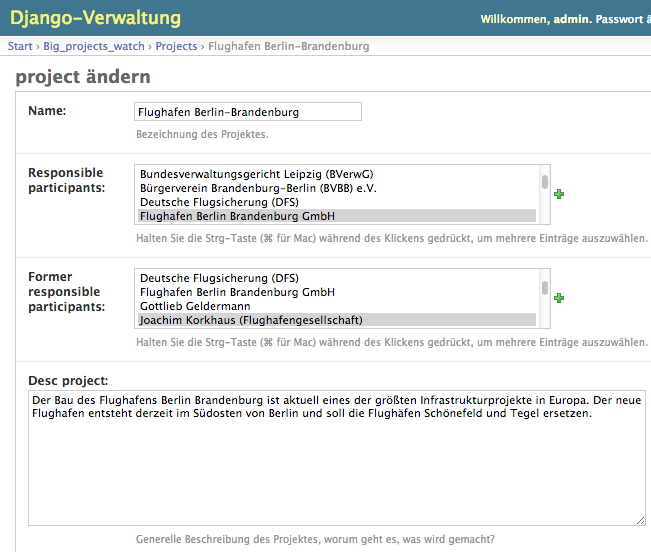 Django-Verwaltung
Willkommen, admin. Passwort ä
Start › Big_projects_watch › Projects › Flughafen Berlin-Brandenburg
project ändern
Name:
Flughafen Berlin-Brandenburg
Bezeichnung des Projektes.
Responsible
participants:
Bundesverwaltungsgericht Leipzig (BVerwG)
Bürgerverein Brandenburg-Berlin (BVBB) e.V.
Deutsche Flugsicherung (DFS)
Flughafen Berlin Brandenburg GmbH
Halten Sie die Strg-Taste (⌘ für Mac) während des Klickens gedrückt, um mehrere Einträge auszuwählen.
Former
responsible
participants:
Deutsche Flugsicherung (DFS)
Flughafen Berlin Brandenburg GmbH
Gottlieb Geldermann
Joachim Korkhaus (Flughafengesellschaft)
Halten Sie die Strg-Taste (⌘ für Mac) während des Klickens gedrückt, um mehrere Einträge auszuwählen.
Desc project:
Der Bau des Flughafens Berlin Brandenburg ist aktuell eines der größten Infrastrukturprojekte in Europa. Der neue
Flughafen entsteht derzeit im Südosten von Berlin und soll die Flughäfen Schönefeld und Tegel ersetzen.
Generelle Beschreibung des Projektes, worum geht es, was wird gemacht?